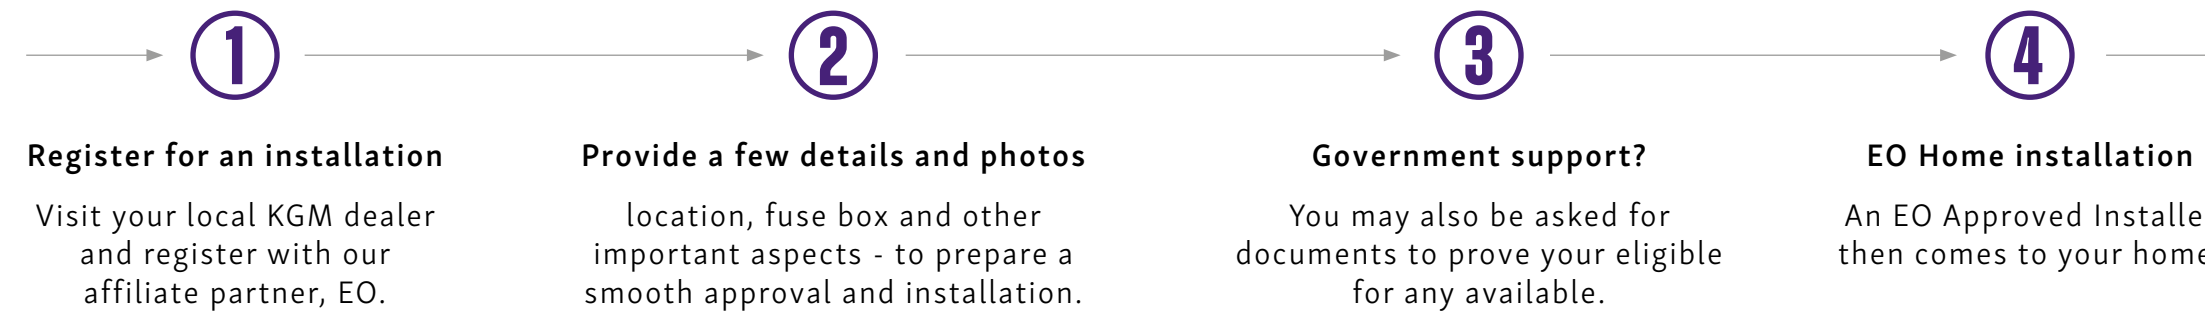 1
Register for an installation
Visit your local KGM dealer
and register with our
affiliate partner, EO.
2
Provide a few details and photos
location, fuse box and other
important aspects - to prepare a
smooth approval and installation.
3
Government support?
You may also be asked for
documents to prove your eligible
for any available.
4
EO Home installation
An EO Approved Installe
then comes to your home